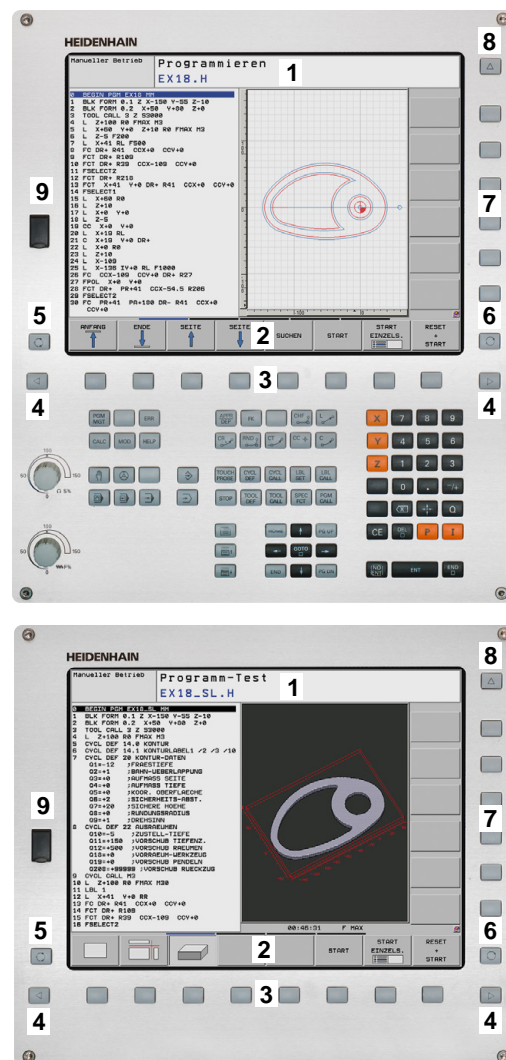 8
HEIDENHAIN
Manueller Betrieb
Programmieren
EX18.H
1
0 BEGIN PGM EX18 MM
1 BLK FORM 0.1 Z X-150 Y-55 Z-10
2 BLK FORM 0.2 X+50 Y+80 Z+0
3 TOOL CALL 3 Z S3000
4 L Z+100 R0 FMAX M3
5 L X+60 Y+0 Z+10 R0 FMAX M3
6 L Z-5 F200
7 L X+41 RL F500
8 FC DR+ R41 CCX+0 CCY+0
9 FCT DR+ R109
10 FCT DR+ R39 CCX-109 CCY+0
11 FSELECT2
12 FCT DR+ R218
13 FCT X+41 Y+0 DR+ R41 CCX+0 CCY+0
14 FSELECT1
15 L X+60 R0
16 L Z+10
17 L X+0 Y+0
18 L Z-5
19 CC X+0 Y+0
20 L X+19 RL
21 C X+19 Y+0 DR+
22 L X+0 R0
23 L Z+10
24 L X-109
25 L X-135 IY+0 RL F1000
26 FC CCX-109 CCY+0 DR+ R27
27 FPOL X+0 Y+0
28 FCT DR+ PR+41 CCX-54.5 R206
29 FSELECT2
30 FC PR+41 PA+180 DR- R41 CCX+0
CCY+0
9
7
5
6
ANFANG
ENDE
SEITE
SEITE
2
SUCHEN
START
START
EINZELS.
RESET
+
START
4
3
4
PGM
MGT
ERR
CALC
MOD
HELP
APPR
DEP
FK
CHF
L
CR
RND
CT
CC
C
TOUCH
PROBE
CYCL
DEF
CYCL
CALL
LBL
SET
LBL
CALL
STOP
TOOL
DEF
TOOL
CALL
SPEC
FCT
PGM
CALL
HOME
PG UP
GOTO
END
PG DN
X 7 8 9
Y 4 5 6
Z 1 2 3
0 . -/+
Q
CE
DEL
P
I
NO
ENT
ENT
END
50
100
150
S %
50
100
150
F %
8
HEIDENHAIN
Manueller Betrieb
Programm-Test
EX18_SL.H
1
0 BEGIN PGM EX18_SL MM
1 BLK FORM 0.1 Z X-150 Y-55 Z-10
2 BLK FORM 0.2 X+50 Y+80 Z+0
3 TOOL CALL 3 Z S3000
4 L Z+100 R0 FMAX M3
5 CYCL DEF 14.0 KONTUR
6 CYCL DEF 14.1 KONTURLABEL1 /2 /3 /10
7 CYCL DEF 20 KONTUR-DATEN
Q1=-12 ;FRAESTIEFE
Q2=+1 ;BAHN-UEBERLAPPUNG
Q3=+0 ;AUFMASS SEITE
Q4=+0 ;AUFMASS TIEFE
Q5=+0 ;KOOR. OBERFLAECHE
Q6=+2 ;SICHERHEITS-ABST.
Q7=+20 ;SICHERE HOEHE
Q8=+0 ;RUNDUNGSRADIUS
Q9=+1 ;DREHSINN
8 CYCL DEF 22 AUSRAEUMEN
Q10=-5 ;ZUSTELL-TIEFE
Q11=+150 ;VORSCHUB TIEFENZ.
Q12=+500 ;VORSCHUB RAEUMEN
Q18=+0 ;VORRAEUM-WERKZEUG
Q19=+0 ;VORSCHUB PENDELN
Q208=+99999 ;VORSCHUB RUECKZUG
9 CYCL CALL M3
10 L Z+100 R0 FMAX M30
11 LBL 1
12 L X+41 Y+0 RR
13 FC DR+ R41 CCX+0 CCY+0
14 FCT DR+ R109
15 FCT DR+ R39 CCX-109 CCY+0
16 FSELECT2
00:46:31 F MAX
9
7
5
6
2
START
START
EINZELS.
RESET
+
START
4
3
4